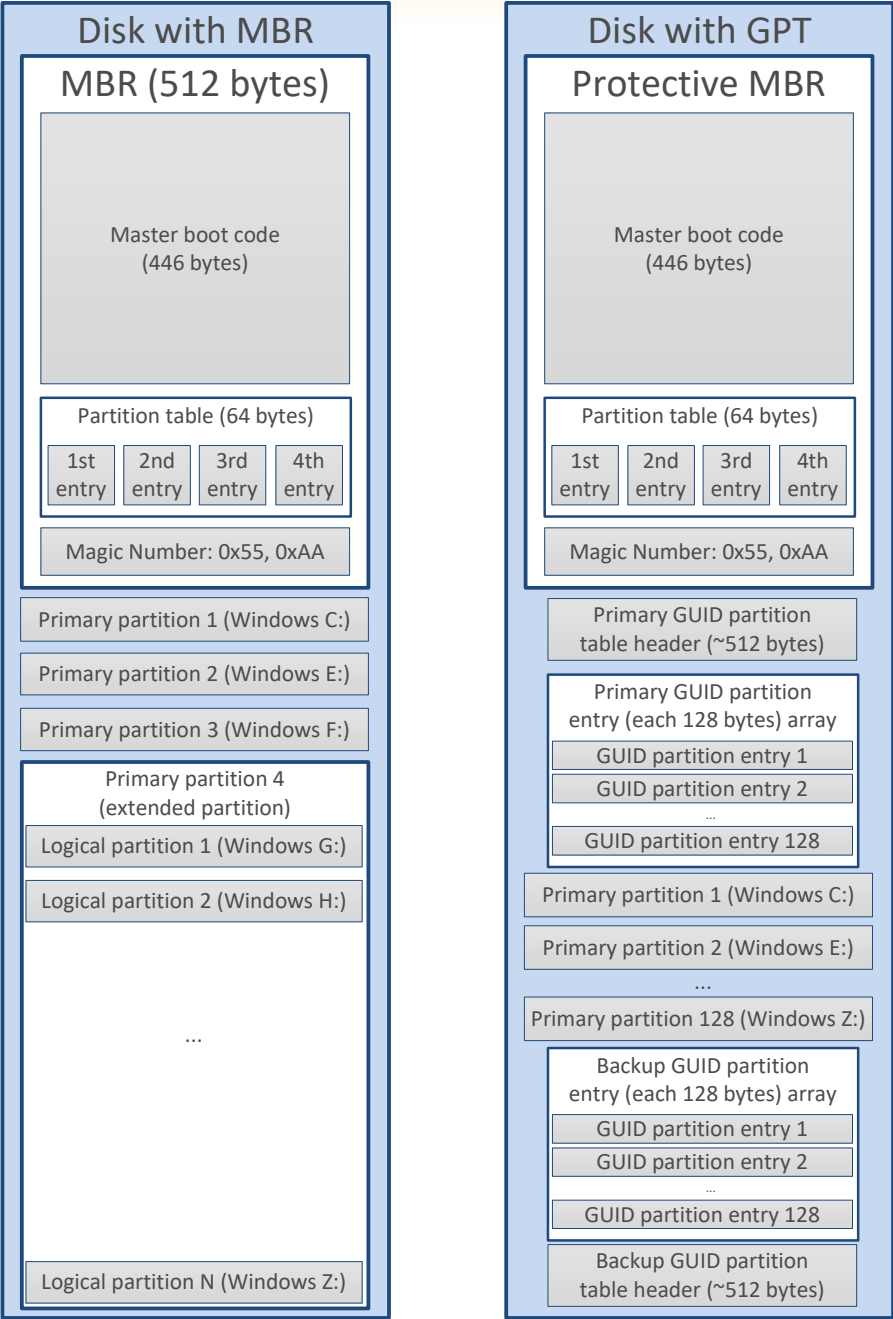 Disk with MBR
MBR (512 bytes)
Master boot code
(446 bytes)
Partition table (64 bytes)
1st
entry
2nd
entry
3rd
entry
4th
entry
Magic Number: 0x55, 0xAA
Primary partition 1 (Windows C:)
Primary partition 2 (Windows E:)
Primary partition 3 (Windows F:)
Primary partition 4
(extended partition)
Logical partition 1 (Windows G:)
Logical partition 2 (Windows H:)
...
Logical partition N (Windows Z:)
Disk with GPT
Protective MBR
Master boot code
(446 bytes)
Partition table (64 bytes)
1st
entry
2nd
entry
3rd
entry
4th
entry
Magic Number: 0x55, 0xAA
Primary GUID partition
table header (~512 bytes)
Primary GUID partition
entry (each 128 bytes) array
GUID partition entry 1
GUID partition entry 2
...
GUID partition entry 128
Primary partition 1 (Windows C:)
Primary partition 2 (Windows E:)
...
Primary partition 128 (Windows Z:)
Backup GUID partition
entry (each 128 bytes) array
GUID partition entry 1
GUID partition entry 2
...
GUID partition entry 128
Backup GUID partition
table header (~512 bytes)